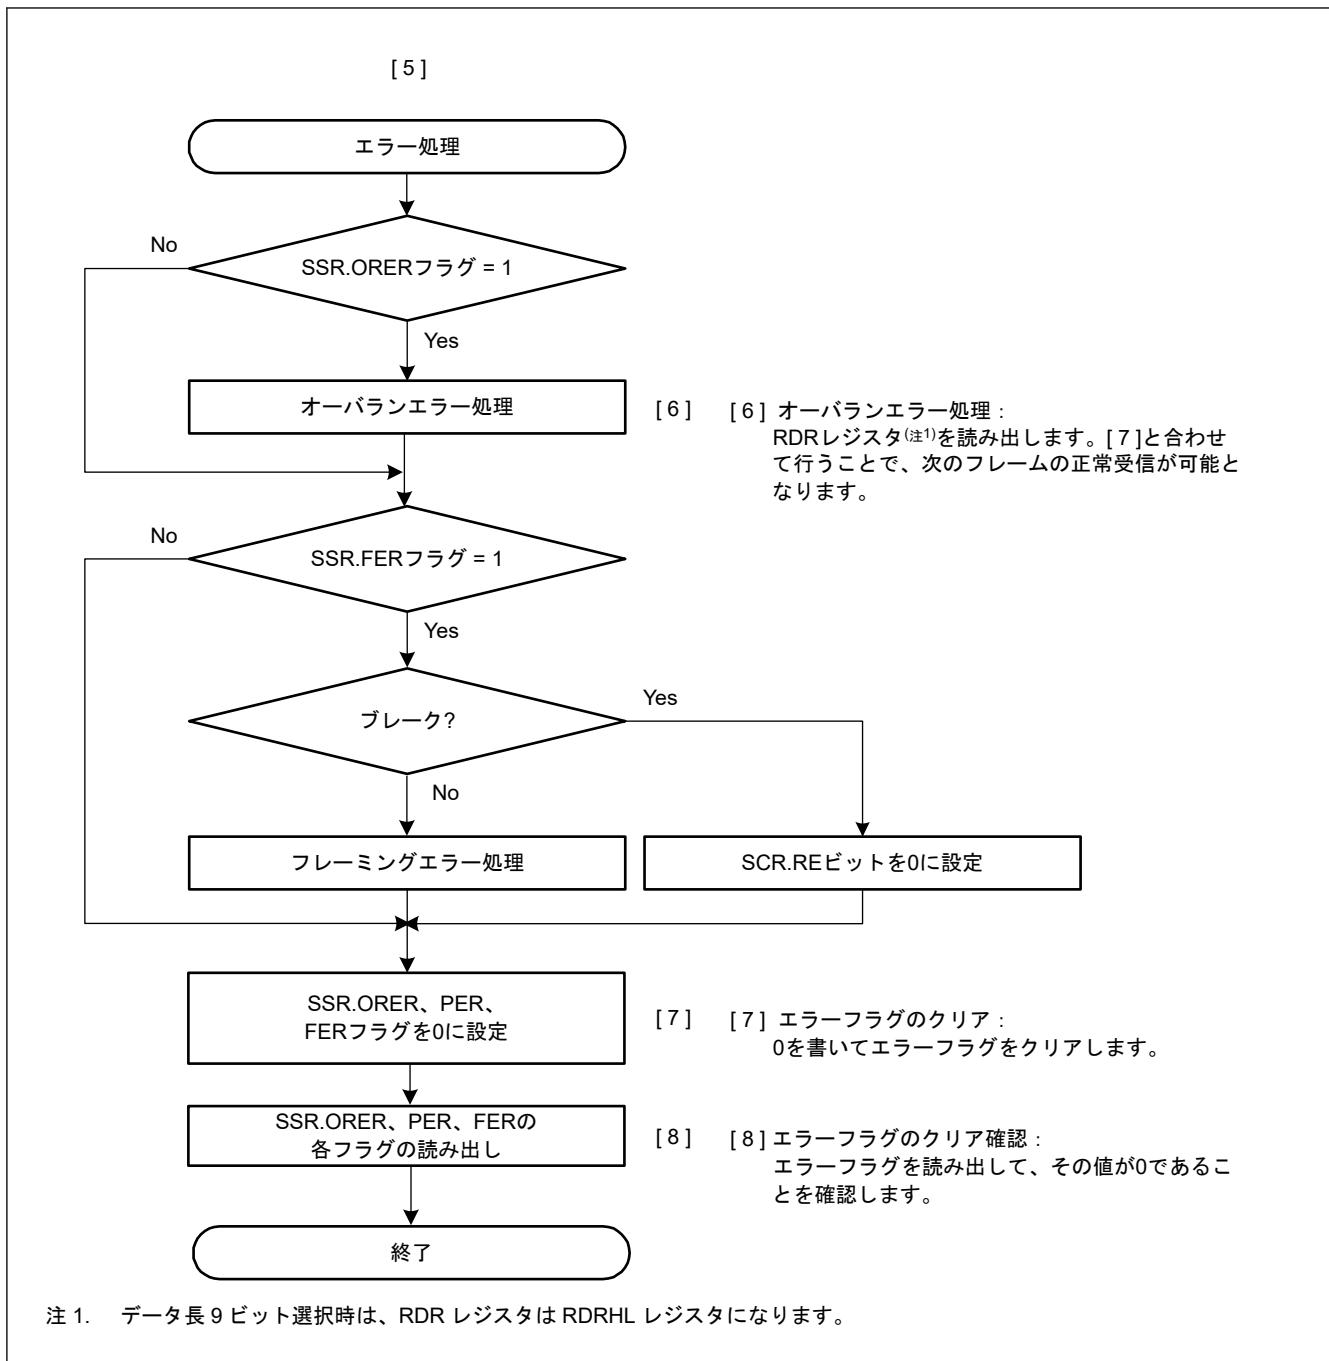 [ 5 ]
エラー処理
No
SSR.ORERフラグ = 1
Yes
オーバランエラー処理
[ 6 ]
[ 6 ] オーバランエラー処理：
RDRレジスタ(注1)を読み出します。[ 7 ]と合わせ
て行うことで、次のフレームの正常受信が可能と
なります。
No
SSR.FERフラグ = 1
Yes
ブレーク?
Yes
No
フレーミングエラー処理
SCR.REビットを0に設定
SSR.ORER、PER、
FERフラグを0に設定
[ 7 ]
[ 7 ] エラーフラグのクリア：
0を書いてエラーフラグをクリアします。
SSR.ORER、PER、FERの
各フラグの読み出し
[ 8 ]
[ 8 ] エラーフラグのクリア確認：
エラーフラグを読み出して、その値が0であるこ
とを確認します。
終了
注 1. データ長 9 ビット選択時は、RDR レジスタは RDRHL レジスタになります。